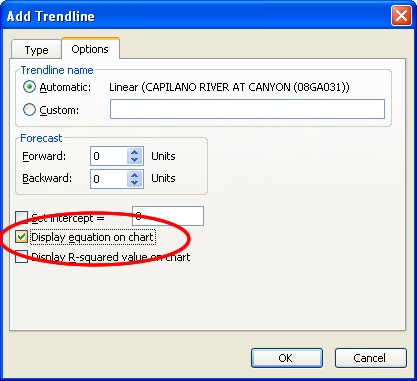 Add Trendline
Type Options
Trendline name
Automatic: Linear (CAPILANO RIVER AT CANYON (08GA031))
Custom:
Forecast
Forward: 0 Units
Backward: 0 Units
Set intercept = 0
Display equation on chart
Display R-squared value on chart
OK Cancel